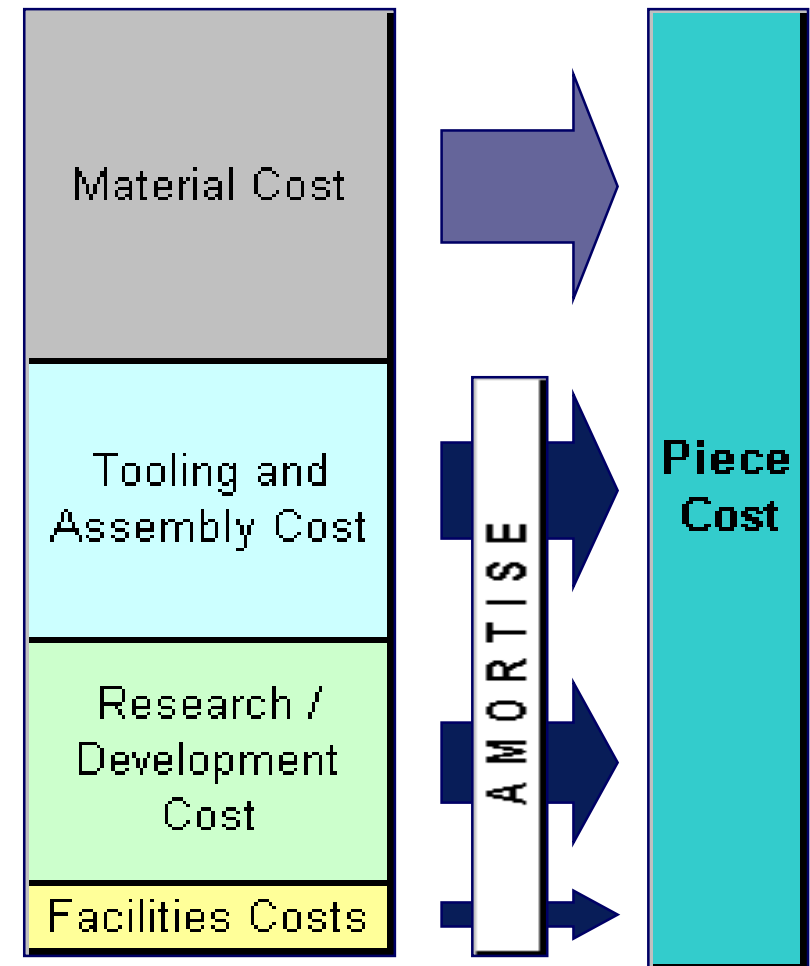 Material Cost
Tooling and
Assembly Cost
Research /
Development
Cost
Facilities Costs
AMORTISE
Piece
Cost